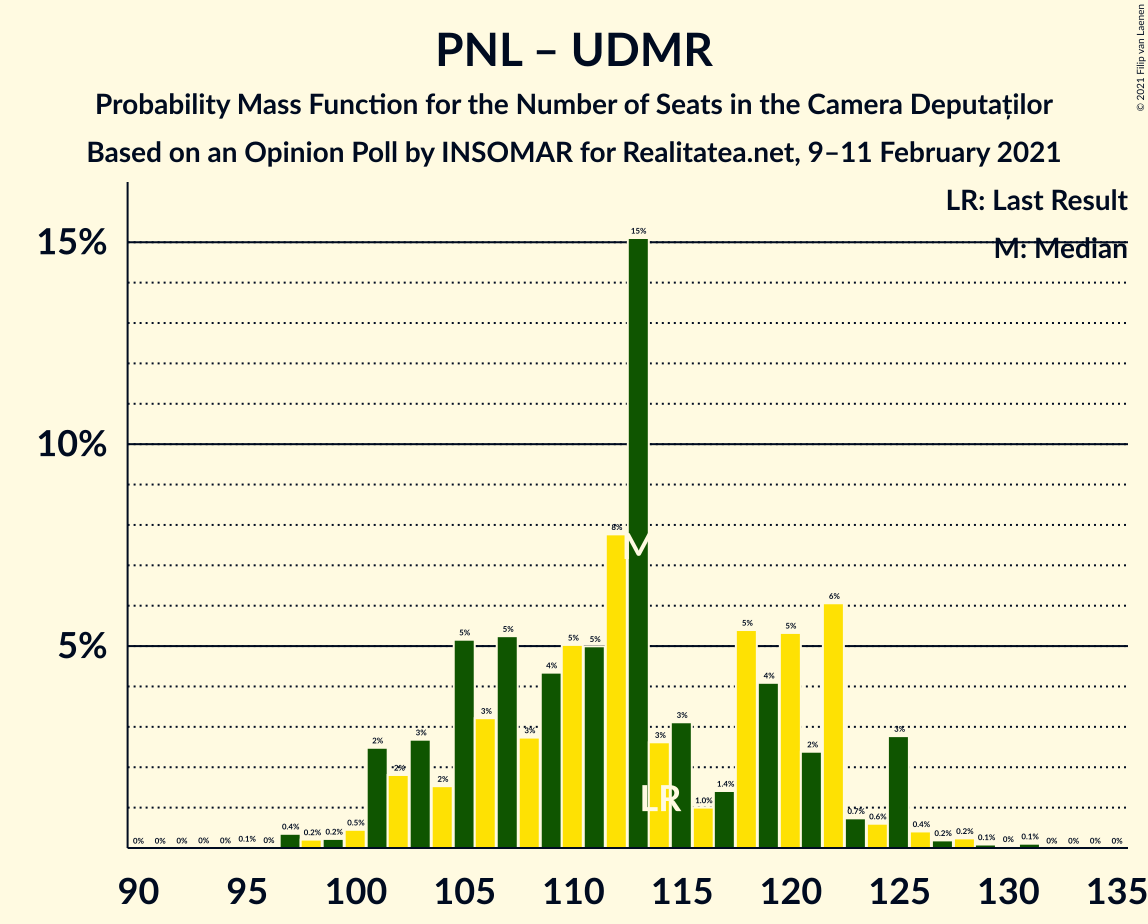 PNL – UDMR
Probability Mass Function for the Number of Seats in the Camera Deputaților
Based on an Opinion Poll by INSOMAR for Realitatea.net, 9–11 February 2021
© 2021 Filip van Laenen
LR: Last Result
M: Median
15%
10%
5%
0% 0% 0% 0% 0% 0.1% 0% 0.4% 0.2% 0.2% 0.5% 2% 2% 3% 2% 5% 3% 5% 3% 4% 5% 5% 8% 15% 3% 3% 1.0% 1.4% 5% 4% 5% 2% 6% 0.7% 0.6% 3% 0.4% 0.2% 0.2% 0.1% 0% 0.1% 0% 0% 0% 0%
M
LR
90 95 100 105 110 115 120 125 130 135